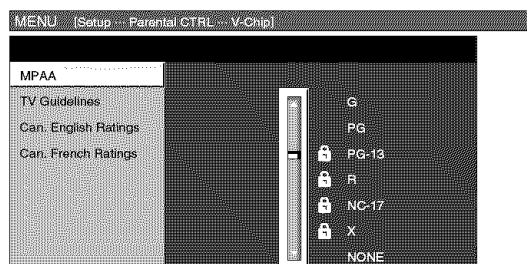 MENU [Setup ··· Parental CTRL ··· V-Chip]
MPAA
TV Guidelines
Can. English Ratings
Can. French Ratings
G
PG
PG-13
R
NC-17
X
NONE